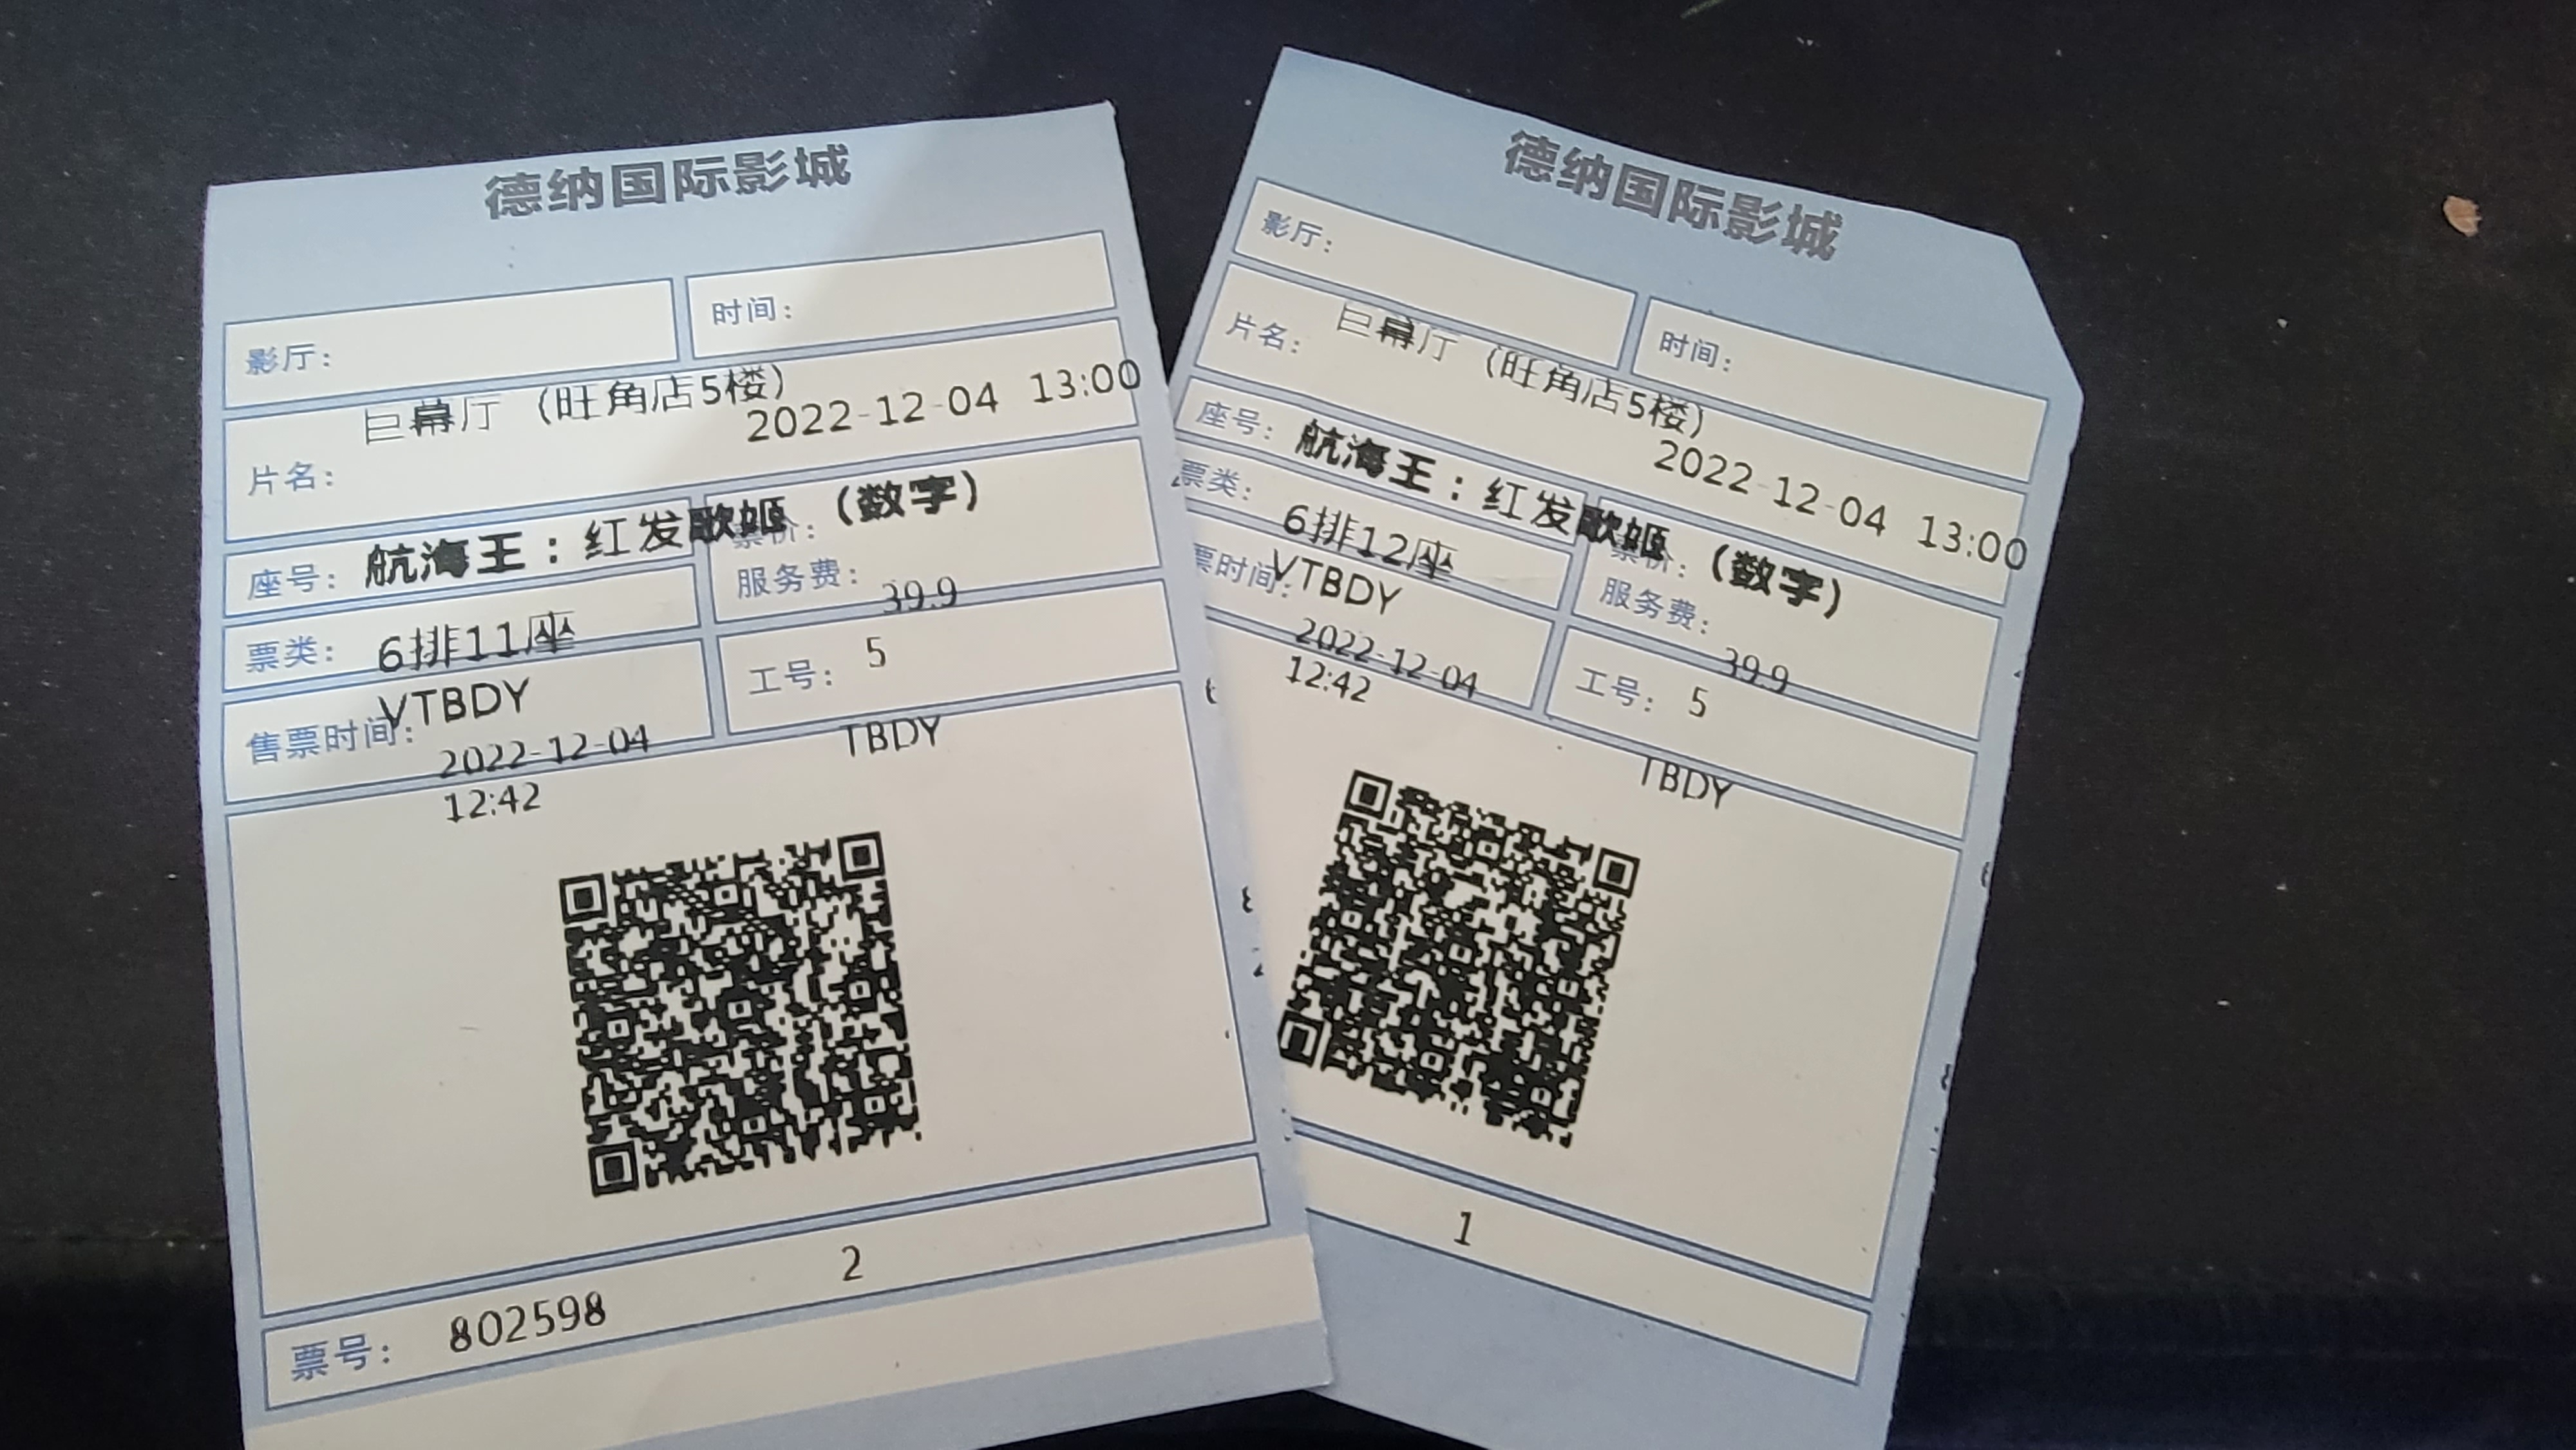 德纳国际影城
影厅:
时间:
巨幕厅（旺角店5楼）
2022-12-04 13:00
片名:
航海王：红发歌姬（数字）
座号:
6排11座
票价:
39.9
票类:
VTBDY
服务费:
售票时间:
2022-12-04
12:42
工号: 5
TBDY
2
票号: 802598
德纳国际影城
影厅:
时间:
巨幕厅（旺角店5楼）
2022-12-04 13:00
片名:
航海王：红发歌姬（数字）
座号:
6排12座
票价:
39.9
票类:
VTBDY
服务费:
票时间:
2022-12-04
12:42
工号: 5
TBDY
1